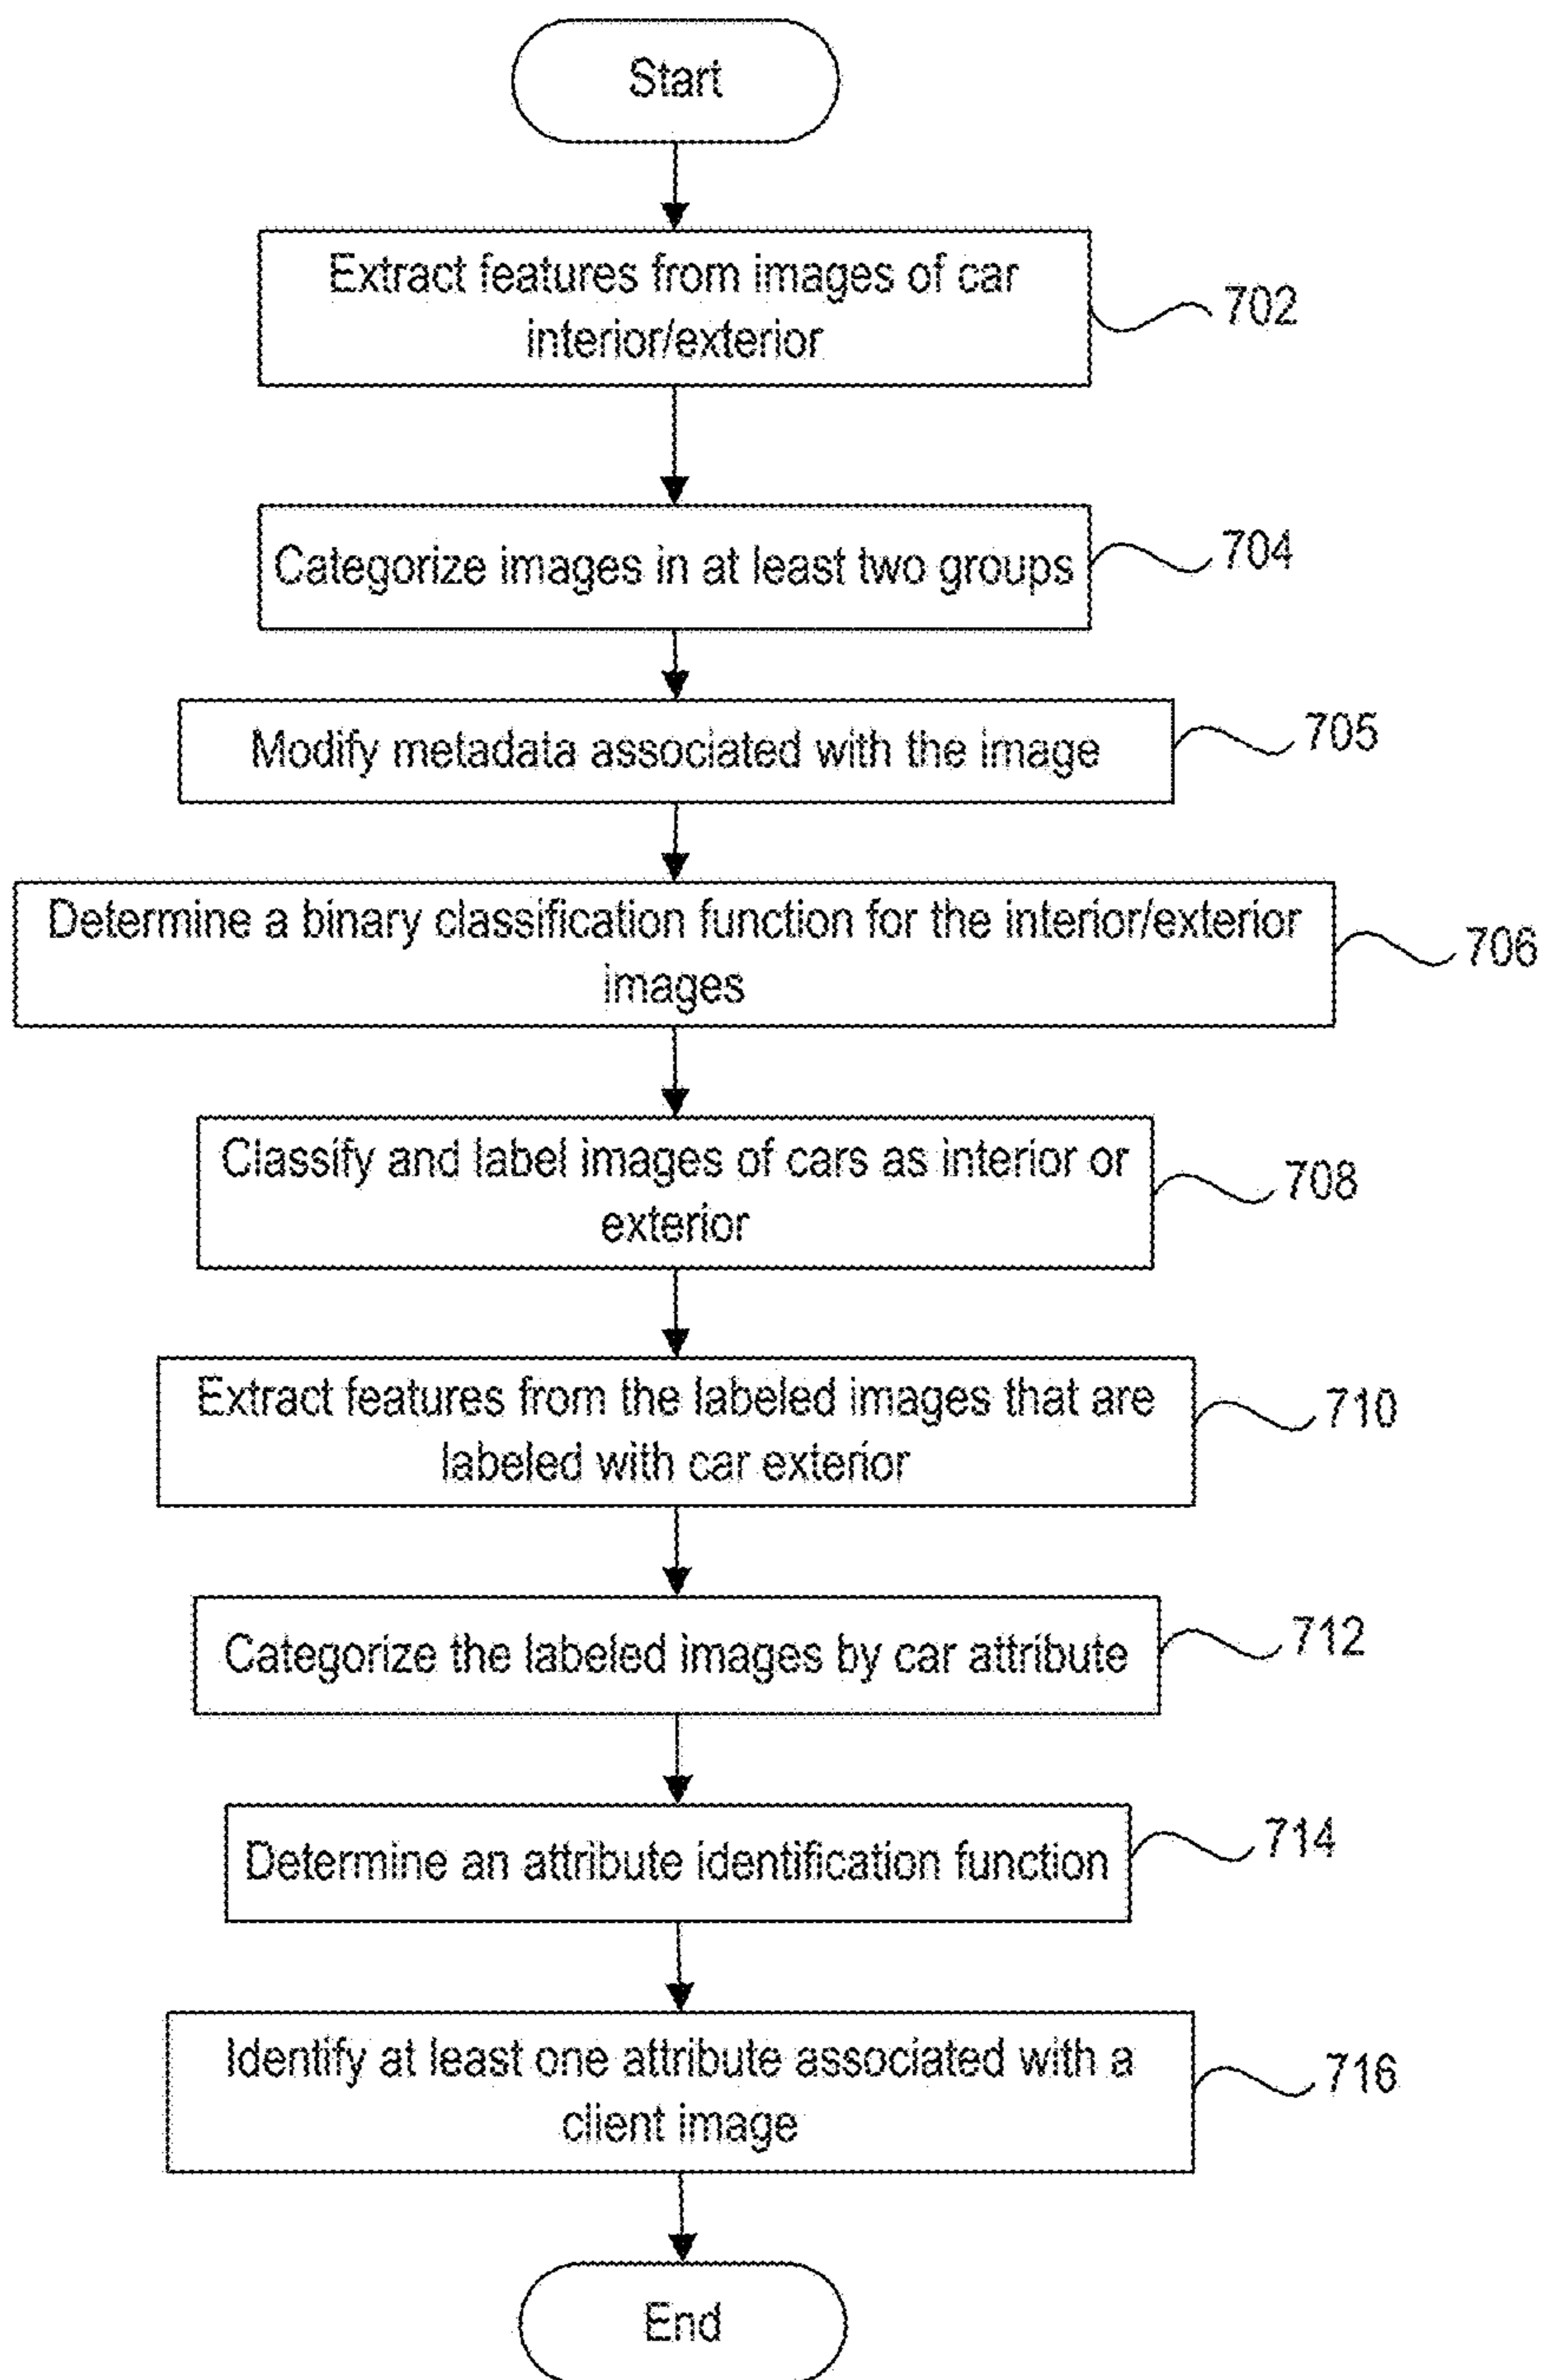 Start
Extract features from images of car
interior/exterior
702
Categorize images in at least two groups
704
Modify metadata associated with the image
705
Determine a binary classification function for the interior/exterior
images
706
Classify and label images of cars as interior or
exterior
708
Extract features from the labeled images that are
labeled with car exterior
710
Categorize the labeled images by car attribute
712
Determine an attribute identification function
714
Identify at least one attribute associated with a
client image
716
End